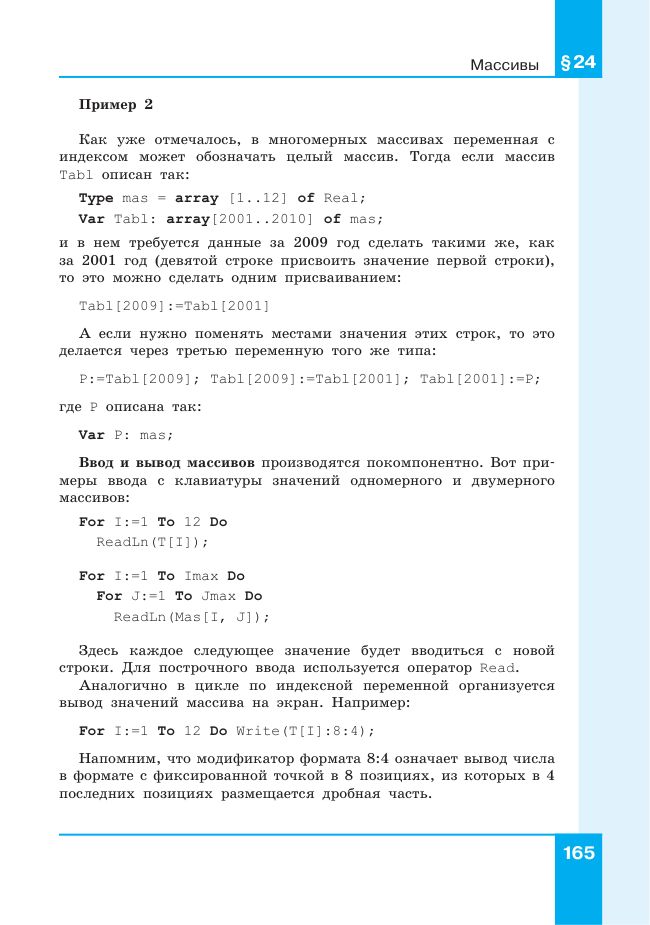 Массивы §24
Пример 2
Как уже отмечалось, в многомерных массивах переменная с
индексом может обозначать целый массив. Тогда если массив
Tabl описан так:
Type mas = array [1..12] of Real;
Var Tabl: array[2001..2010] of mas;
и в нем требуется данные за 2009 год сделать такими же, как
за 2001 год (девятой строке присвоить значение первой строки),
то это можно сделать одним присваиванием:
Tabl[2009]:=Tabl[2001]
А если нужно поменять местами значения этих строк, то это
делается через третью переменную того же типа:
P:=Tabl[2009]; Tabl[2009]:=Tabl[2001]; Tabl[2001]:=P;
где P описана так:
Var P: mas;
Ввод и вывод массивов производятся покомпонентно. Вот при-
меры ввода с клавиатуры значений одномерного и двумерного
массивов:
For I:=1 To 12 Do
ReadLn(T[I]);
For I:=1 To Imax Do
For J:=1 To Jmax Do
ReadLn(Mas[I, J]);
Здесь каждое следующее значение будет вводиться с новой
строки. Для построчного ввода используется оператор Read.
Аналогично в цикле по индексной переменной организуется
вывод значений массива на экран. Например:
For I:=1 To 12 Do Write(T[I]:8:4);
Напомним, что модификатор формата 8:4 означает вывод числа
в формате с фиксированной точкой в 8 позициях, из которых в 4
последних позициях размещается дробная часть.
165